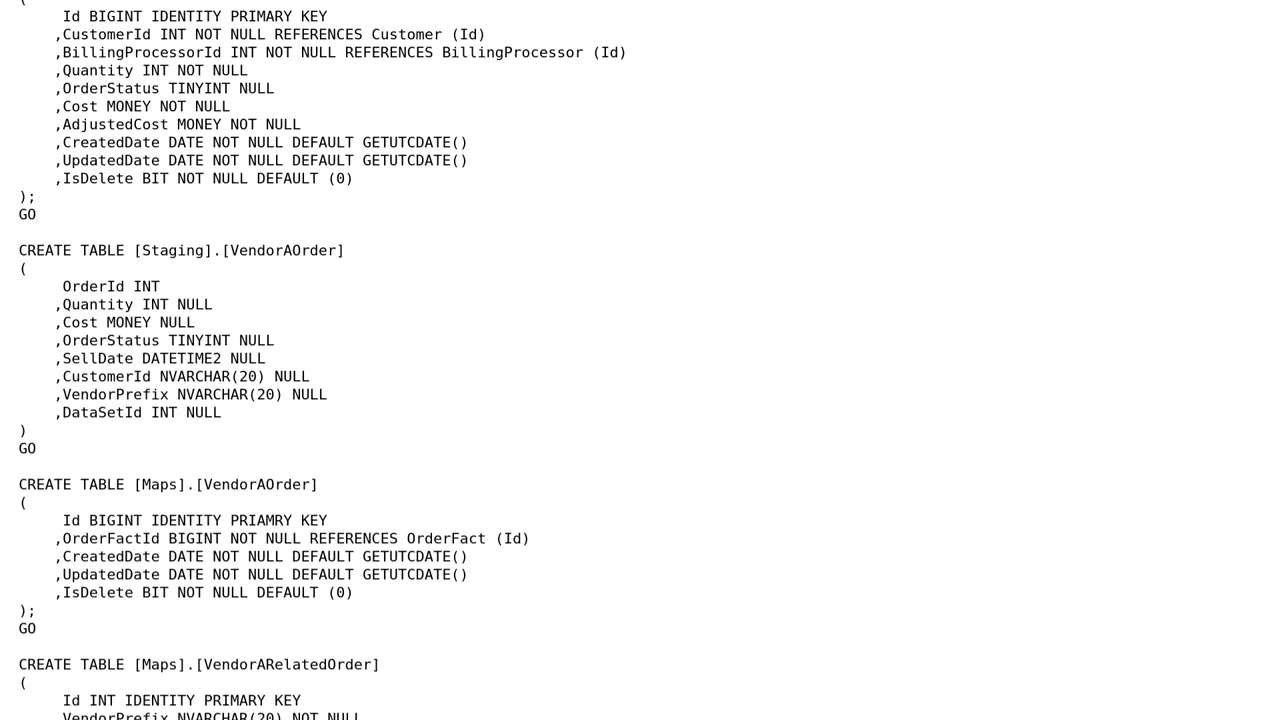 (
Id BIGINT IDENTITY PRIMARY KEY
,CustomerId INT NOT NULL REFERENCES Customer (Id)
,BillingProcessorId INT NOT NULL REFERENCES BillingProcessor (Id)
,Quantity INT NOT NULL
,OrderStatus TINYINT NULL
,Cost MONEY NOT NULL
,AdjustedCost MONEY NOT NULL
,CreatedDate DATE NOT NULL DEFAULT GETUTCDATE()
,UpdatedDate DATE NOT NULL DEFAULT GETUTCDATE()
,IsDelete BIT NOT NULL DEFAULT (0)
);
GO
CREATE TABLE [Staging].[VendorAOrder]
(
OrderId INT
,Quantity INT NULL
,Cost MONEY NULL
,OrderStatus TINYINT NULL
,SellDate DATETIME2 NULL
,CustomerId NVARCHAR(20) NULL
,VendorPrefix NVARCHAR(20) NULL
,DataSetId INT NULL
)
GO
CREATE TABLE [Maps].[VendorAOrder]
(
Id BIGINT IDENTITY PRIAMRY KEY
,OrderFactId BIGINT NOT NULL REFERENCES OrderFact (Id)
,CreatedDate DATE NOT NULL DEFAULT GETUTCDATE()
,UpdatedDate DATE NOT NULL DEFAULT GETUTCDATE()
,IsDelete BIT NOT NULL DEFAULT (0)
);
GO
CREATE TABLE [Maps].[VendorARelatedOrder]
(
Id INT IDENTITY PRIMARY KEY
,VendorPrefix NVARCHAR(20) NOT NULL